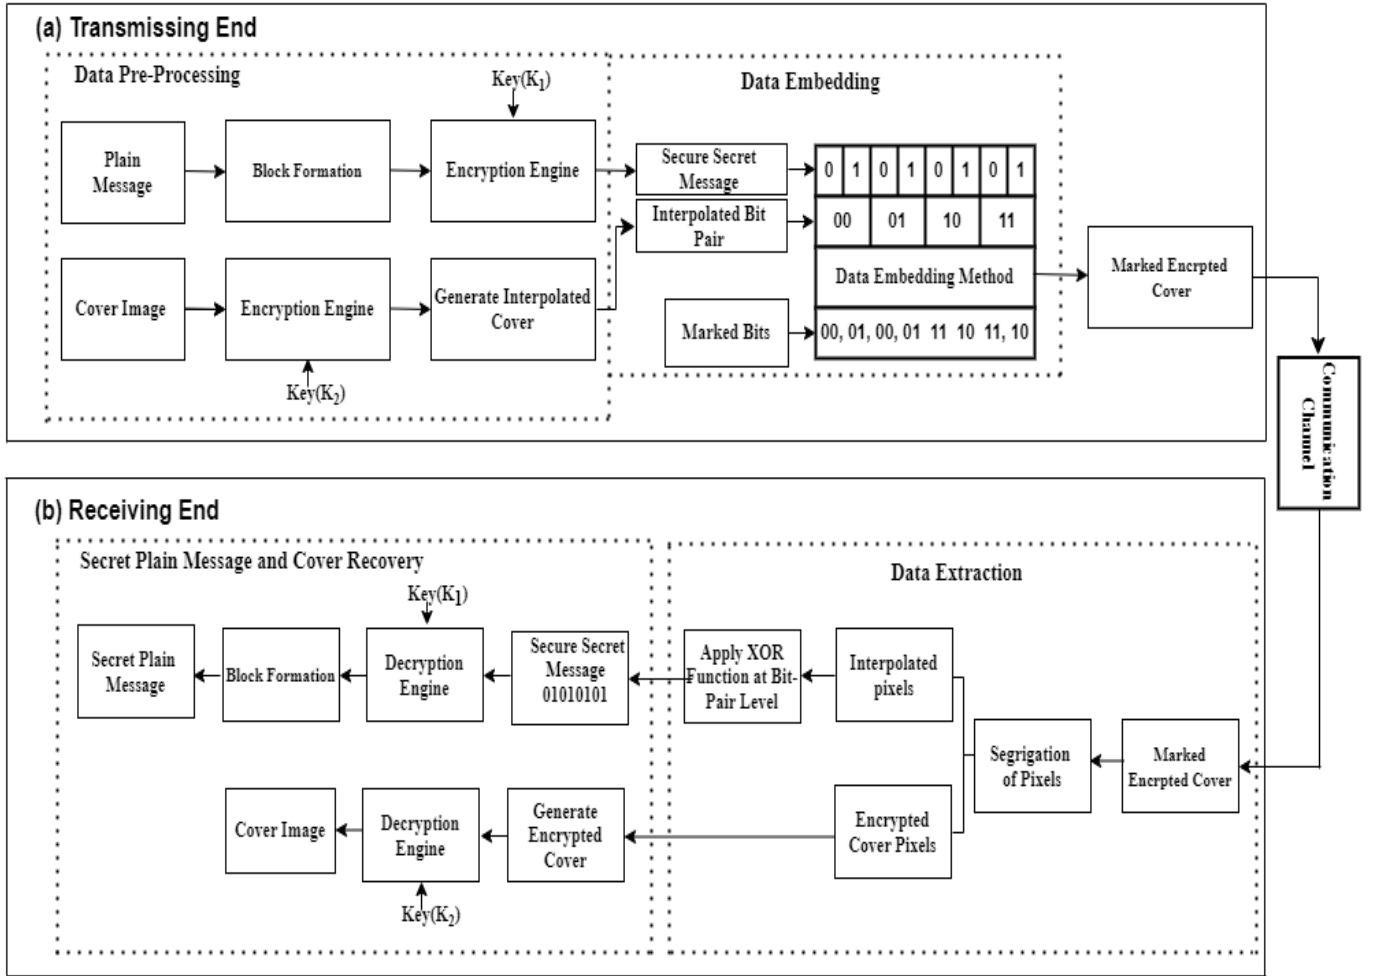 (a) Transmissing End
Data Pre-Processing
Key(K1)
Data Embedding
Plain
Message
Block Formation
Encryption Engine
Secure Secret
Message
0 1 0 1 0 1 0 1
Interpolated Bit
Pair
00 01 10 11
Cover Image
Encryption Engine
Generate Interpolated
Cover
Data Embedding Method
Marked Encrpted
Cover
Marked Bits
00, 01, 00, 01 11 10 11, 10
Key(K2)
Communication
Channel
(b) Receiving End
Secret Plain Message and Cover Recovery
Data Extraction
Key(K1)
Secret Plain
Message
Block Formation
Decryption
Engine
Secure Secret
Message
01010101
Apply XOR
Function at Bit-
Pair Level
Interpolated
pixels
Segrigation
of Pixels
Marked
Encrpted Cover
Cover Image
Decryption
Engine
Generate
Encrypted
Cover
Encrypted
Cover Pixels
Key(K2)